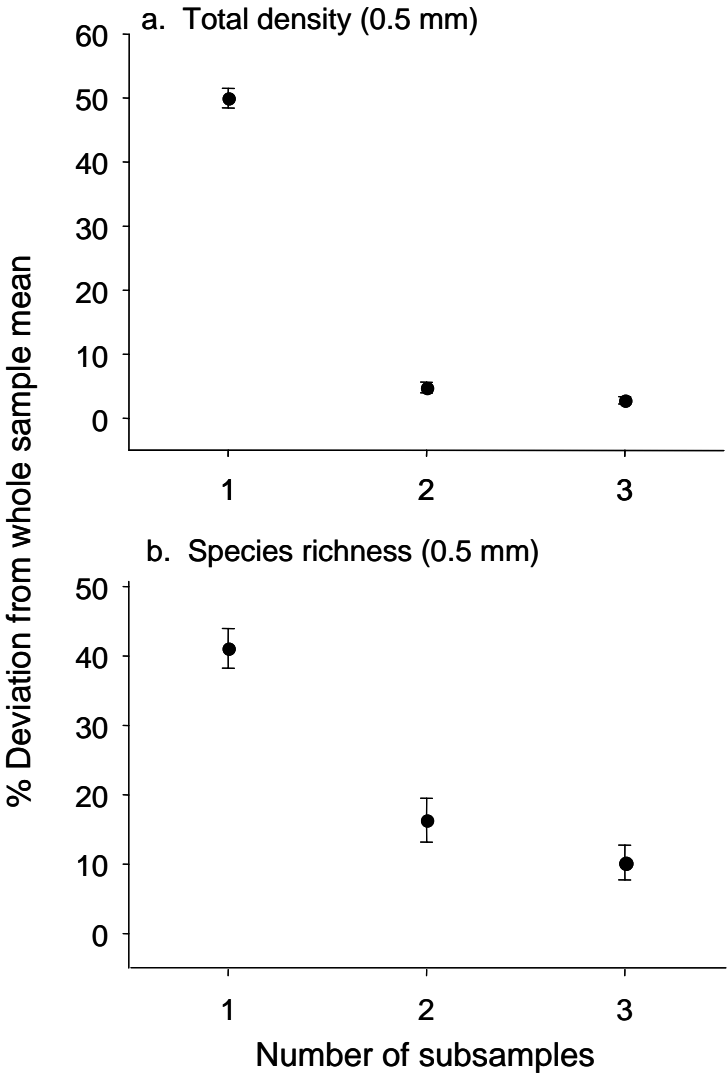 a. Total density (0.5 mm)
60
50
40
30
20
10
0
1 2 3
b. Species richness (0.5 mm)
50
40
30
20
10
0
1 2 3
Number of subsamples
% Deviation from whole sample mean